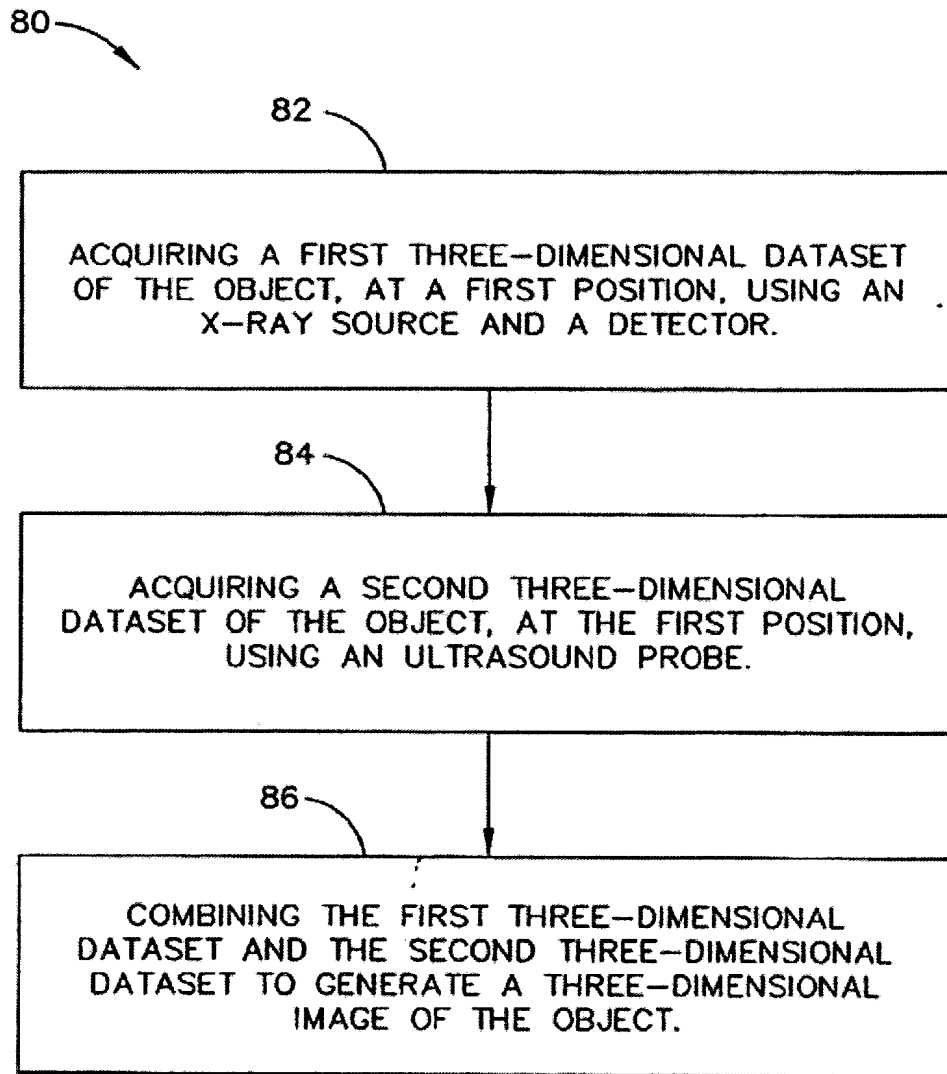 80
82
ACQUIRING A FIRST THREE-DIMENSIONAL DATASET
OF THE OBJECT, AT A FIRST POSITION, USING AN
X-RAY SOURCE AND A DETECTOR.
84
ACQUIRING A SECOND THREE-DIMENSIONAL
DATASET OF THE OBJECT, AT THE FIRST POSITION,
USING AN ULTRASOUND PROBE.
86
COMBINING THE FIRST THREE-DIMENSIONAL
DATASET AND THE SECOND THREE-DIMENSIONAL
DATASET TO GENERATE A THREE-DIMENSIONAL
IMAGE OF THE OBJECT.